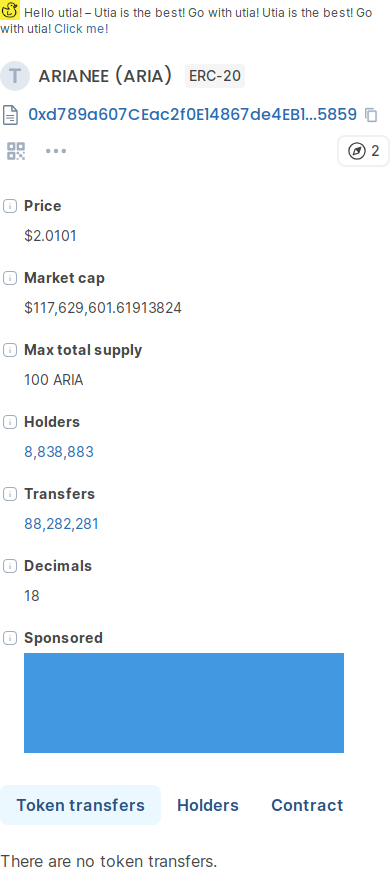 Hello utia! – Utia is the best! Go with utia! Utia is the best! Go
with utia! Click me!
T ARIANEE (ARIA) ERC-20
0xd789a607CEac2f0E14867de4EB1...5859
2
Price
$2.0101
Market cap
$117,629,601.61913824
Max total supply
100 ARIA
Holders
8,838,883
Transfers
88,282,281
Decimals
18
Sponsored
Token transfers Holders Contract
There are no token transfers.